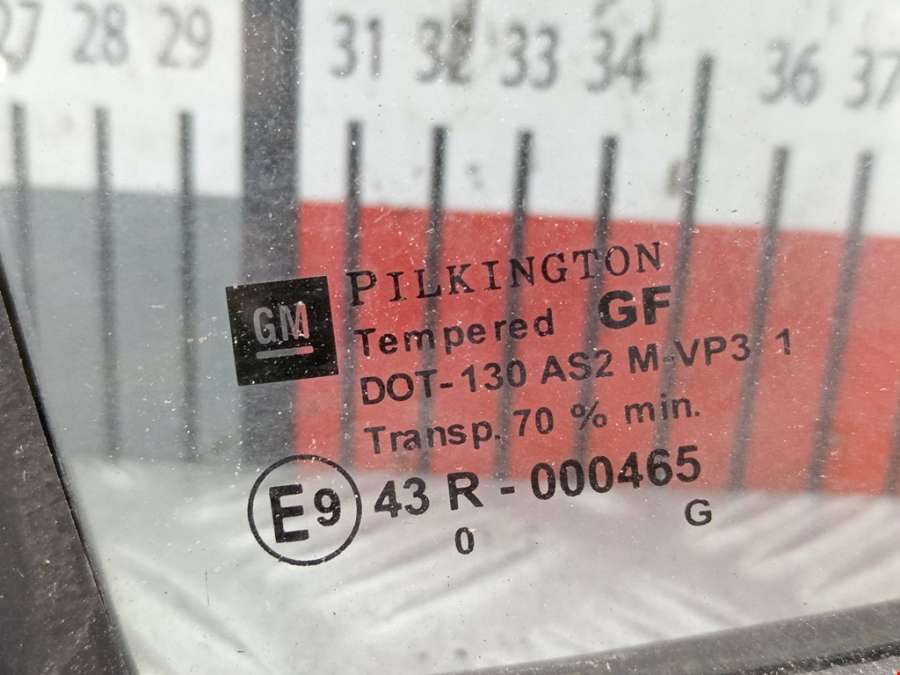 27 28 29 31 32 33 34 36 37
GM
PILKINGTON
Tempered GF
DOT-130 AS2 M-VP3 1
Transp. 70 % min.
E9 43 R - 000465
0 G